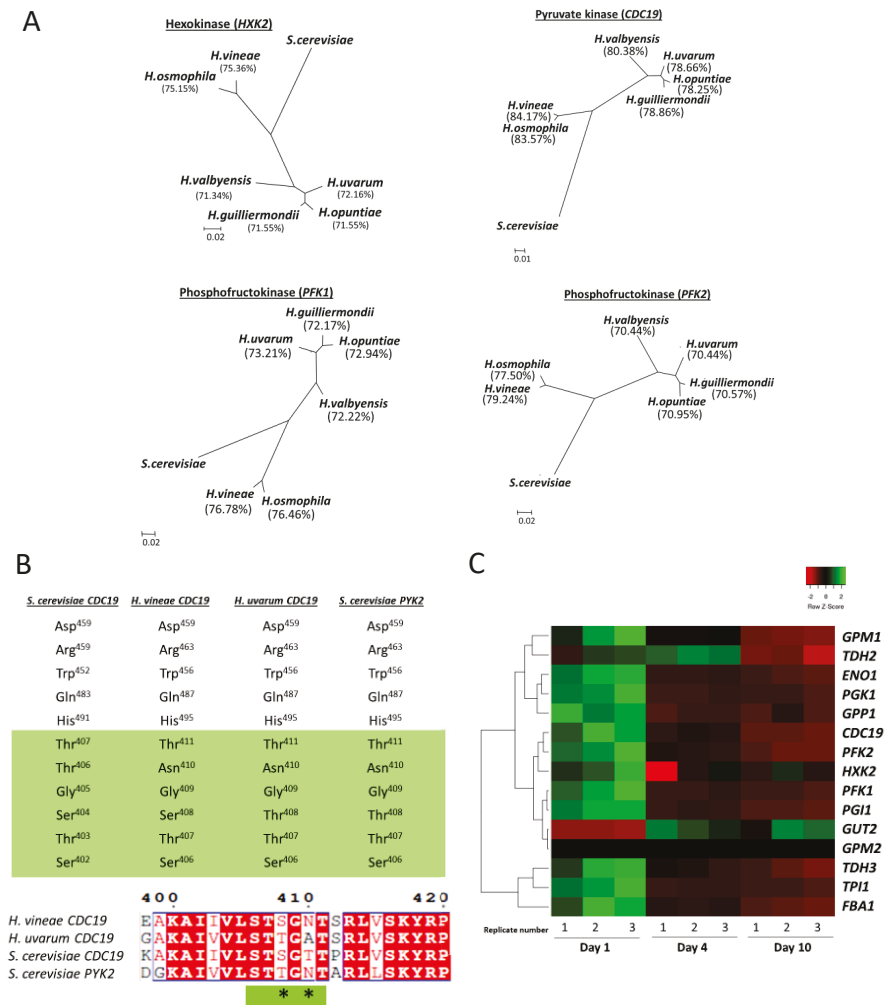 A
Hexokinase (HXK2)
S.cerevisiae
H.vineae
(75.36%)
H.osmophila
(75.15%)
H.valbyensis
(71.34%)
H.uvarum
(72.16%)
H.guilliermondii
(71.55%)
H.opuntiae
(71.55%)
0.02
Pyruvate kinase (CDC19)
H.valbyensis
(80.38%)
H.uvarum
(78.66%)
H.opuntiae
(78.25%)
H.guilliermondii
(78.86%)
H.vineae
(84.17%)
H.osmophila
(83.57%)
S.cerevisiae
0.01
Phosphofructokinase (PFK1)
H.guilliermondii
(72.17%)
H.uvarum
(73.21%)
H.opuntiae
(72.94%)
H.valbyensis
(72.22%)
S.cerevisiae
H.vineae
(76.78%)
H.osmophila
(76.46%)
0.02
Phosphofructokinase (PFK2)
H.valbyensis
(70.44%)
H.uvarum
(70.44%)
H.osmophila
(77.50%)
H.vineae
(79.24%)
H.guilliermondii
(70.57%)
H.opuntiae
(70.95%)
S.cerevisiae
0.02
B
S. cerevisiae CDC19 H. vineae CDC19 H. uvarum CDC19 S. cerevisiae PYK2
Asp459 Asp459 Asp459 Asp459
Arg459 Arg463 Arg463 Arg463
Trp452 Trp456 Trp456 Trp456
Gln483 Gln487 Gln487 Gln487
His491 His495 His495 His495
Thr407 Thr411 Thr411 Thr411
Thr406 Asn410 Asn410 Asn410
Gly405 Gly409 Gly409 Gly409
Ser404 Ser408 Thr408 Thr408
Thr403 Thr407 Thr407 Thr407
Ser402 Ser406 Ser406 Ser406
400 410 420
H. vineae CDC19 EAKAIIVLSTSGNTSRLVSKYRP
H. uvarum CDC19 GAKAIVVLSTTGATSRLVSKYRP
S. cerevisiae CDC19 KAKAIIVLSTSGTTPRLVSKYRP
S. cerevisiae PYK2 DGKAIVVLSTTGNTARLLSKYRP
* *
C
-2 0 2
Row Z-Score
GPM1
TDH2
ENO1
PGK1
GPP1
CDC19
PFK2
HXK2
PFK1
PGI1
GUT2
GPM2
TDH3
TPI1
FBA1
Replicate number 1 2 3 1 2 3 1 2 3
Day 1 Day 4 Day 10